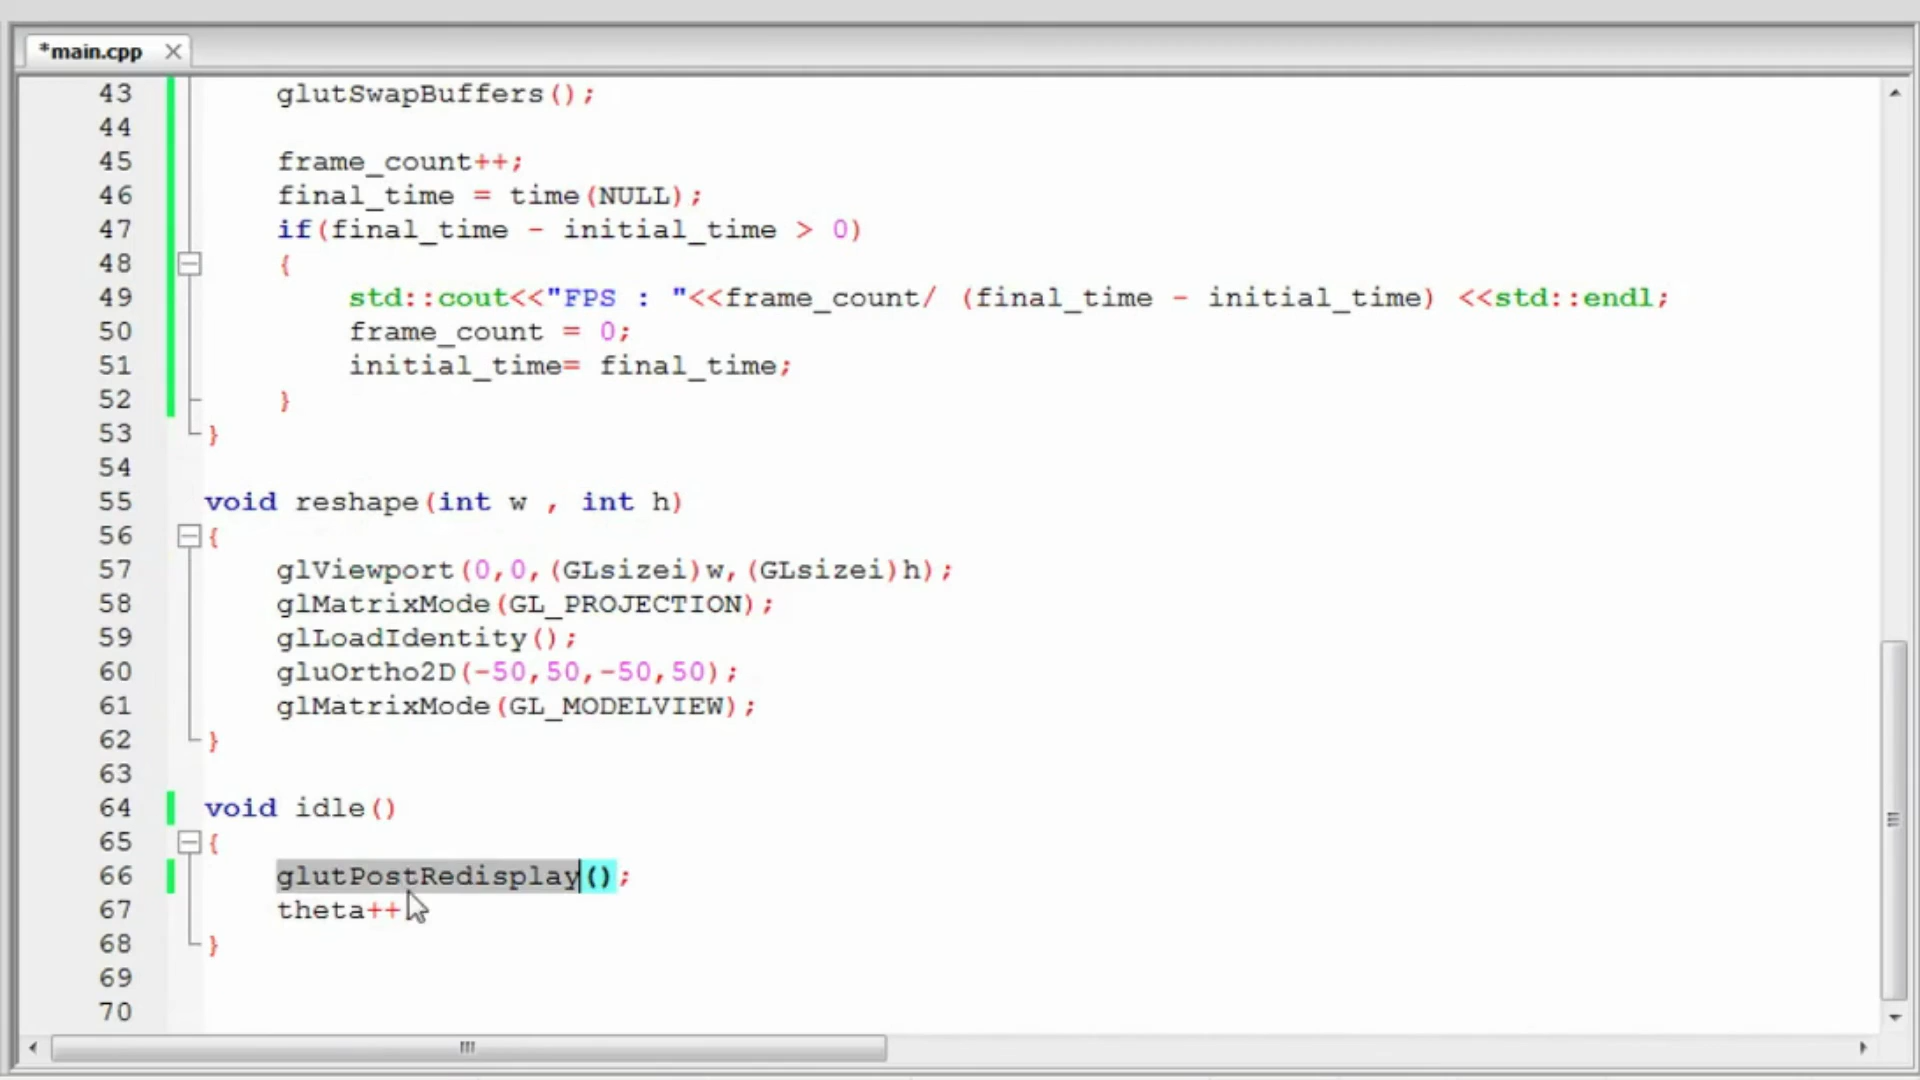 *main.cpp
43 glutSwapBuffers();
44
45 frame_count++;
46 final_time = time(NULL);
47 if(final_time - initial_time > 0)
48 {
49 std::cout<<"FPS : "<<frame_count/ (final_time - initial_time) <<std::endl;
50 frame_count = 0;
51 initial_time= final_time;
52 }
53 }
54
55 void reshape(int w , int h)
56 {
57 glViewport(0,0,(GLsizei)w,(GLsizei)h);
58 glMatrixMode(GL_PROJECTION);
59 glLoadIdentity();
60 gluOrtho2D(-50,50,-50,50);
61 glMatrixMode(GL_MODELVIEW);
62 }
63
64 void idle()
65 {
66 glutPostRedisplay();
67 theta++
68 }
69
70